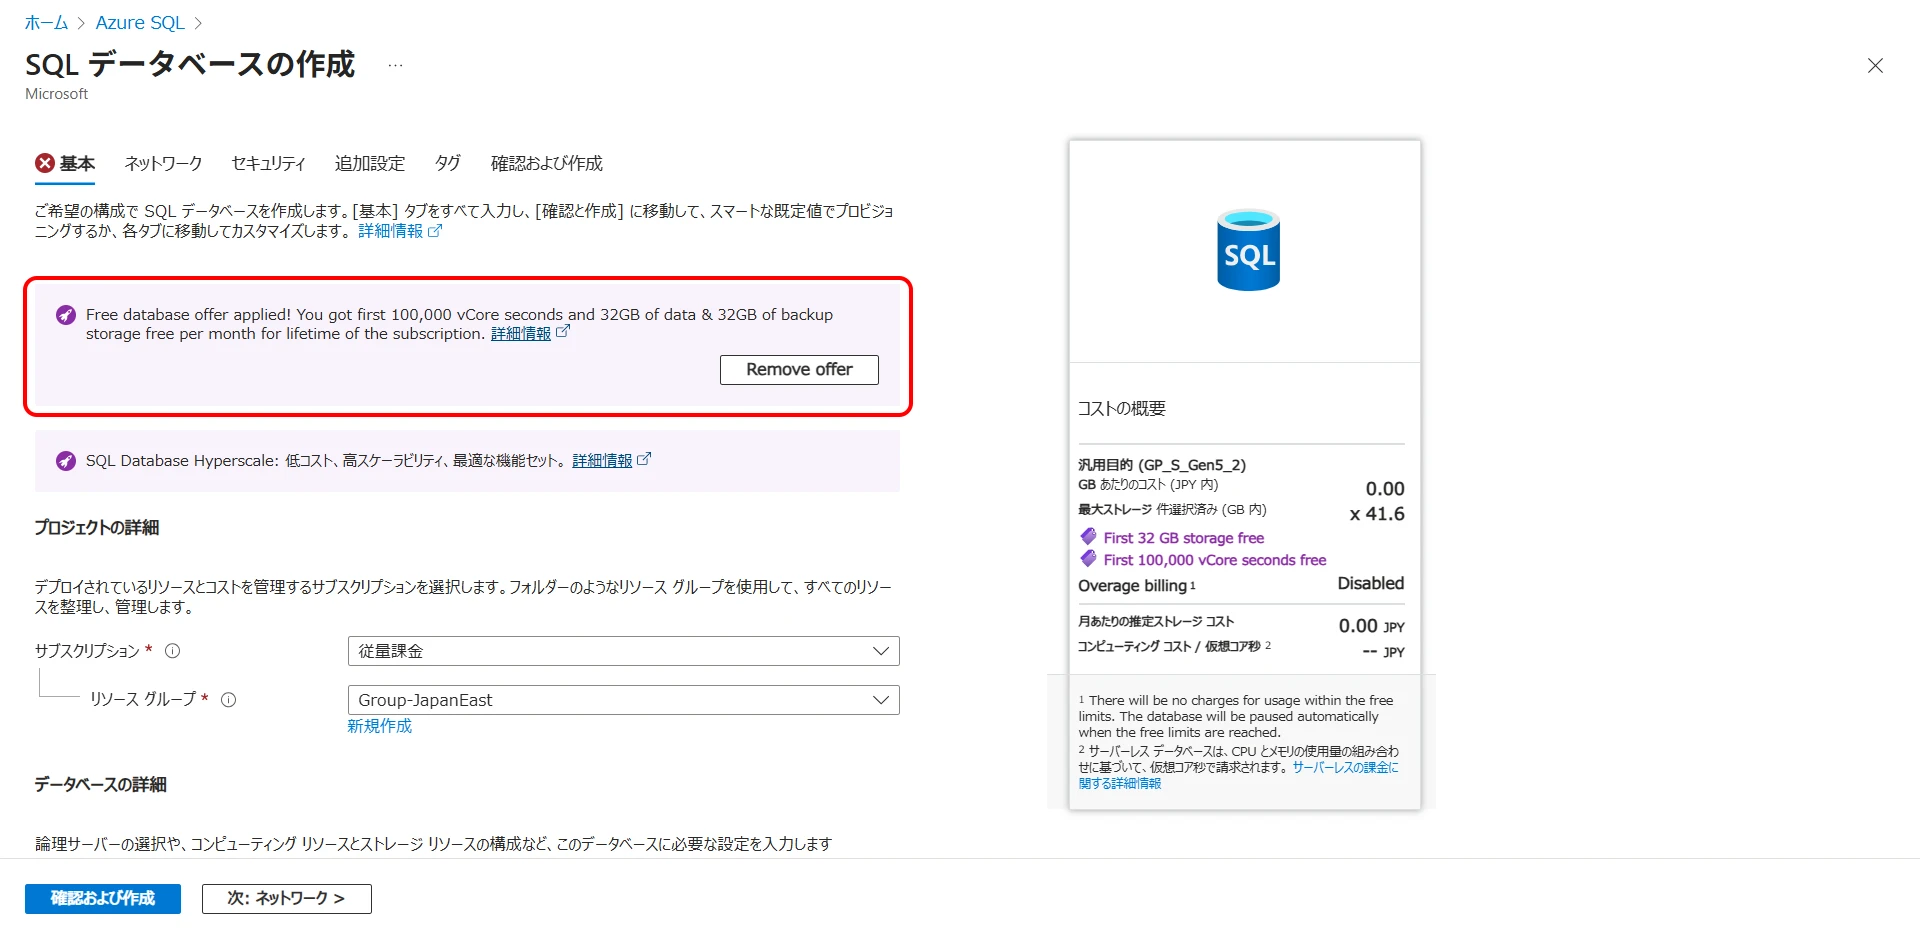 ホーム > Azure SQL >
SQL データベースの作成 …
Microsoft
基本 ネットワーク セキュリティ 追加設定 タグ 確認および作成
ご希望の構成で SQL データベースを作成します。[基本] タブをすべて入力し、[確認と作成] に移動して、スマートな既定値でプロビジョ
ニングするか、各タブに移動してカスタマイズします。 詳細情報
Free database offer applied! You got first 100,000 vCore seconds and 32GB of data & 32GB of backup
storage free per month for lifetime of the subscription. 詳細情報
Remove offer
SQL Database Hyperscale: 低コスト、高スケーラビリティ、最適な機能セット。 詳細情報
プロジェクトの詳細
デプロイされているリソースとコストを管理するサブスクリプションを選択します。フォルダーのようなリソース グループを使用して、すべてのリソー
スを整理し、管理します。
サブスクリプション * 従量課金
リソース グループ * Group-JapanEast
新規作成
データベースの詳細
論理サーバーの選択や、コンピューティング リソースとストレージ リソースの構成など、このデータベースに必要な設定を入力します
確認および作成 次: ネットワーク >
SQL
コストの概要
汎用目的 (GP_S_Gen5_2)
GB あたりのコスト (JPY 内) 0.00
最大ストレージ 件選択済み (GB 内) x 41.6
First 32 GB storage free
First 100,000 vCore seconds free
Overage billing 1 Disabled
月あたりの推定ストレージ コスト 0.00 JPY
コンピューティング コスト / 仮想コア秒 2 -- JPY
1 There will be no charges for usage within the free
limits. The database will be paused automatically
when the free limits are reached.
2 サーバーレス データベースは、CPU とメモリの使用量の組み合わ
せに基づいて、仮想コア秒で請求されます。 サーバーレスの課金に
関する詳細情報